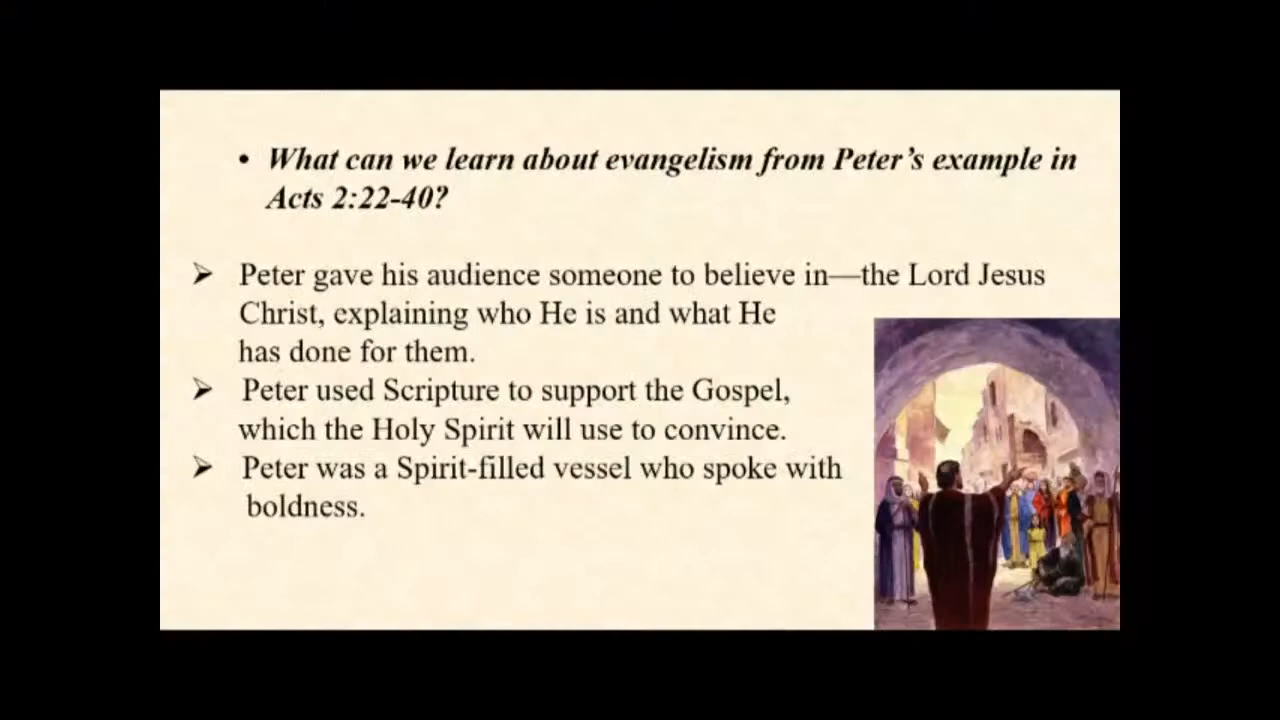 • What can we learn about evangelism from Peter’s example in
Acts 2:22-40?
➢ Peter gave his audience someone to believe in—the Lord Jesus
Christ, explaining who He is and what He
has done for them.
➢ Peter used Scripture to support the Gospel,
which the Holy Spirit will use to convince.
➢ Peter was a Spirit-filled vessel who spoke with
boldness.